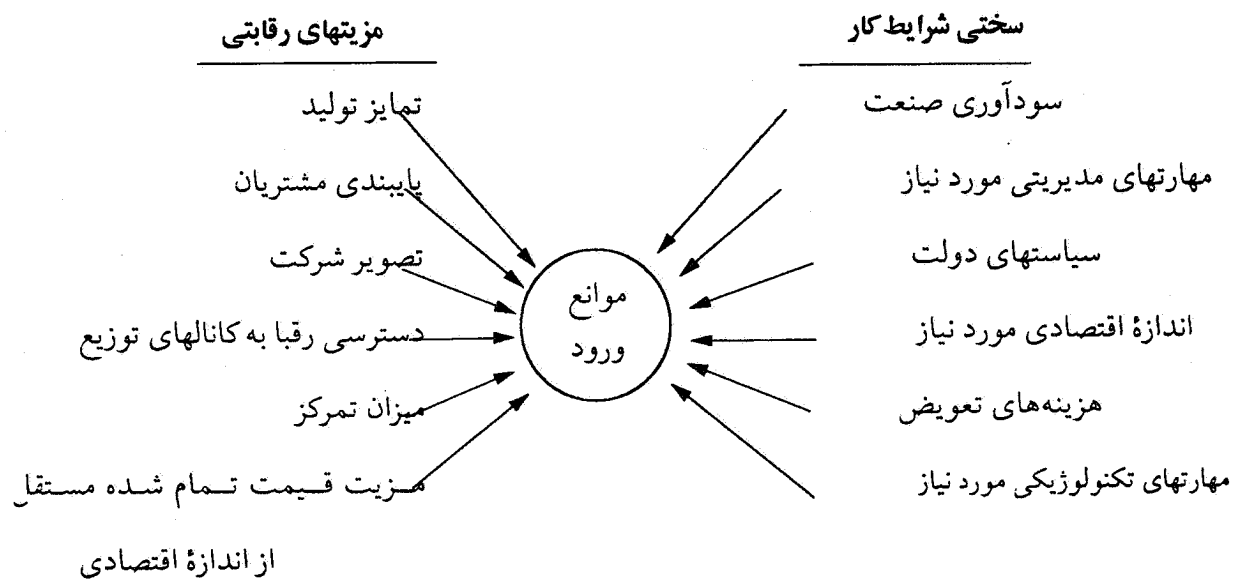 سختی شرایط کار
سودآوری صنعت
مهارتهای مدیریتی مورد نیاز
سیاستهای دولت
اندازهٔ اقتصادی مورد نیاز
هزینه‌های تعویض
مهارتهای تکنولوژیکی مورد نیاز
موانع
ورود
مزیتهای رقابتی
تمایز تولید
پایبندی مشتریان
تصویر شرکت
دسترسی رقبا به کانالهای توزیع
میزان تمرکز
مزیت قیمت تمام شده مستقل
از اندازهٔ اقتصادی